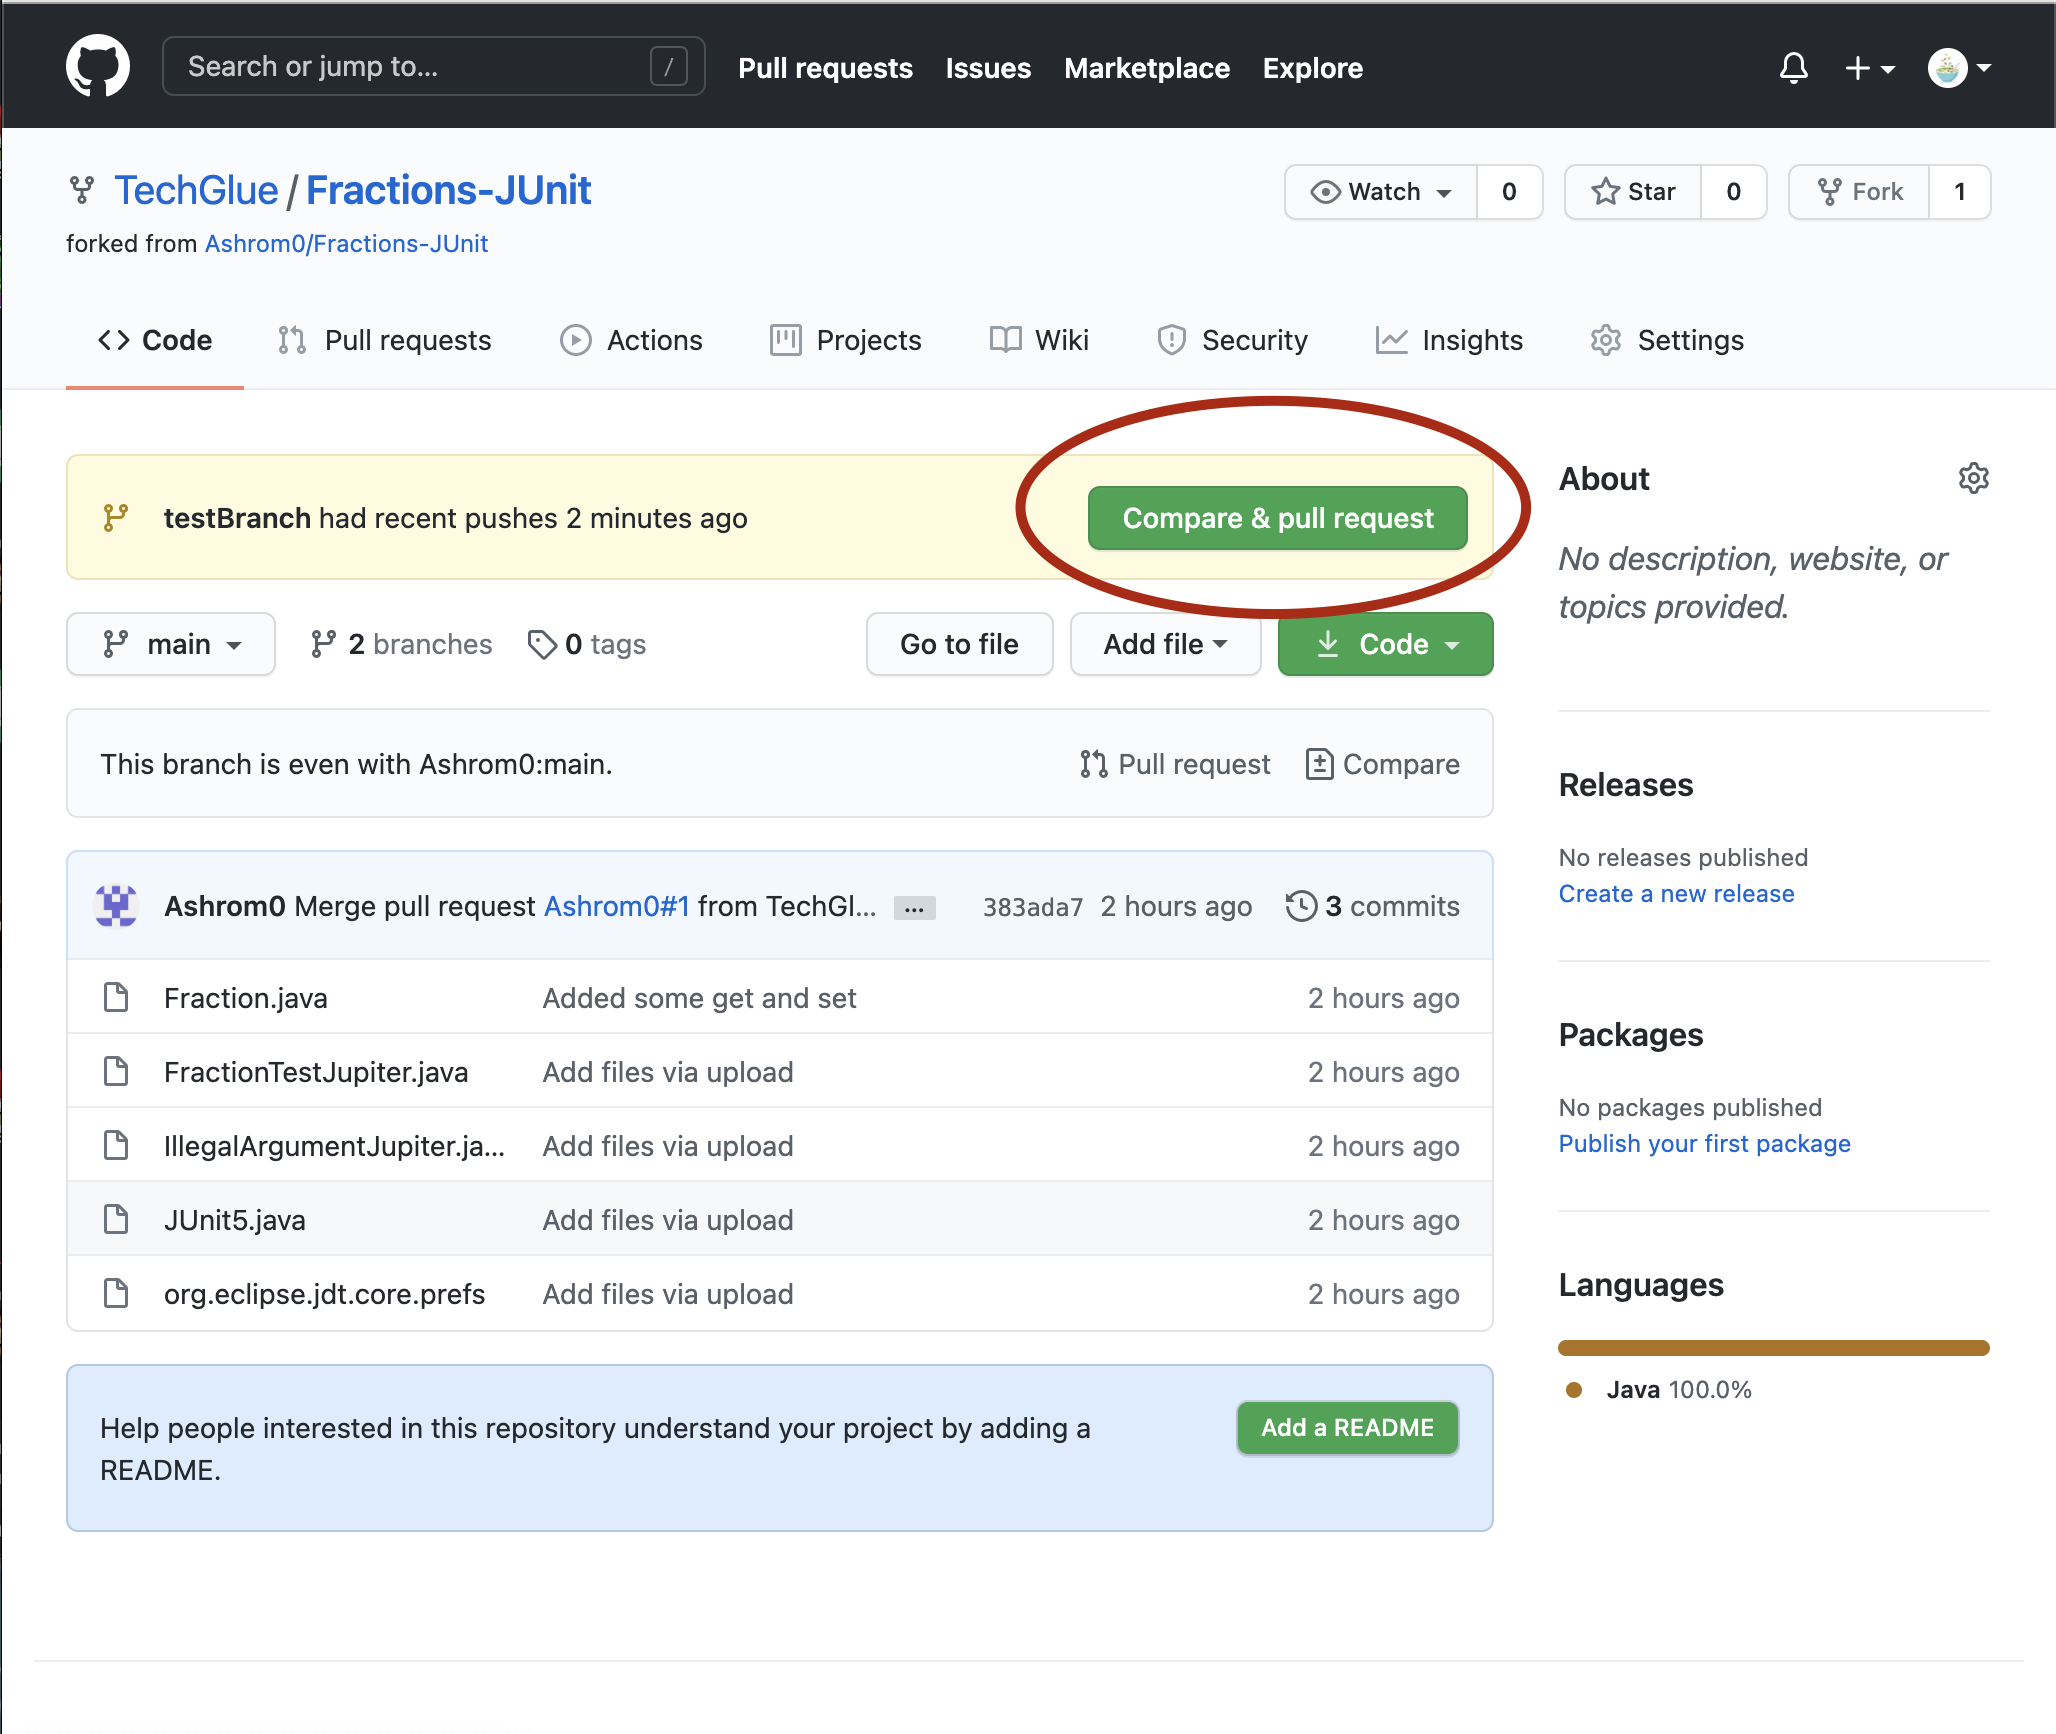 Search or jump to... / Pull requests Issues Marketplace Explore
TechGlue / Fractions-JUnit
Watch 0 Star 0 Fork 1
forked from Ashrom0/Fractions-JUnit
Code Pull requests Actions Projects Wiki Security Insights Settings
testBranch had recent pushes 2 minutes ago
Compare & pull request
main 2 branches 0 tags Go to file Add file Code
This branch is even with Ashrom0:main.
Pull request Compare
Ashrom0 Merge pull request Ashrom0#1 from TechGl... ... 383ada7 2 hours ago 3 commits
Fraction.java Added some get and set 2 hours ago
FractionTestJupiter.java Add files via upload 2 hours ago
IllegalArgumentJupiter.ja... Add files via upload 2 hours ago
JUnit5.java Add files via upload 2 hours ago
org.eclipse.jdt.core.prefs Add files via upload 2 hours ago
Help people interested in this repository understand your project by adding a
README.
Add a README
About
No description, website, or
topics provided.
Releases
No releases published
Create a new release
Packages
No packages published
Publish your first package
Languages
Java 100.0%